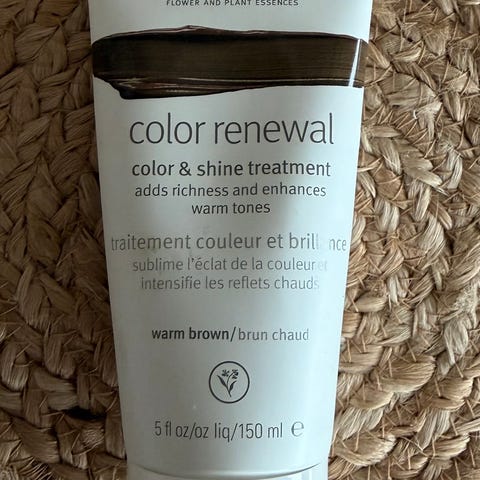 FLOWER AND PLANT ESSENCES
color renewal
color & shine treatment
adds richness and enhances
warm tones
traitement couleur et brillance
sublime l'éclat de la couleur et
intensifie les reflets chauds
warm brown/brun chaud
5 fl oz/oz liq/150 ml ℮